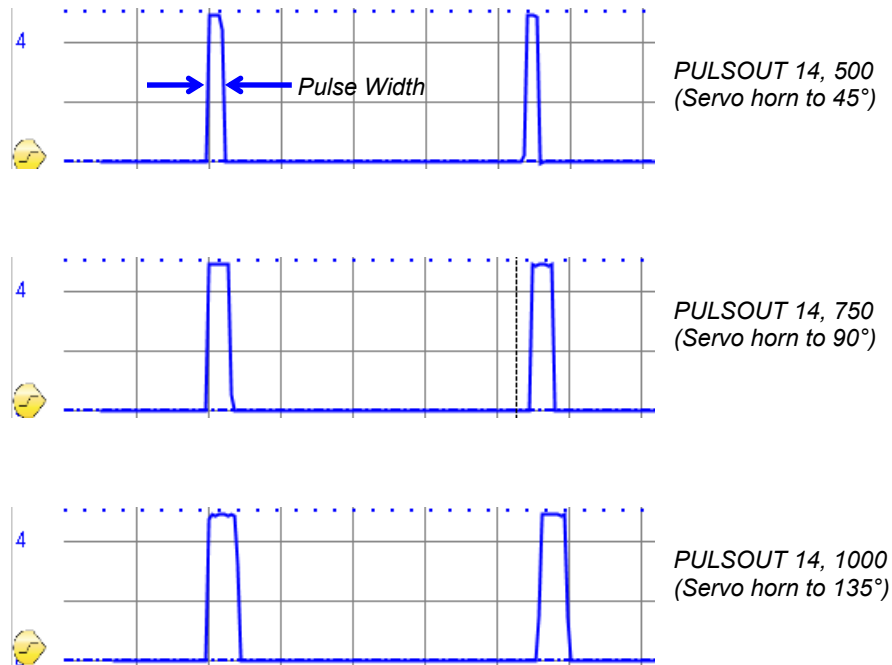 4
Pulse Width
PULSOUT 14, 500
(Servo horn to 45°)
4
PULSOUT 14, 750
(Servo horn to 90°)
4
PULSOUT 14, 1000
(Servo horn to 135°)